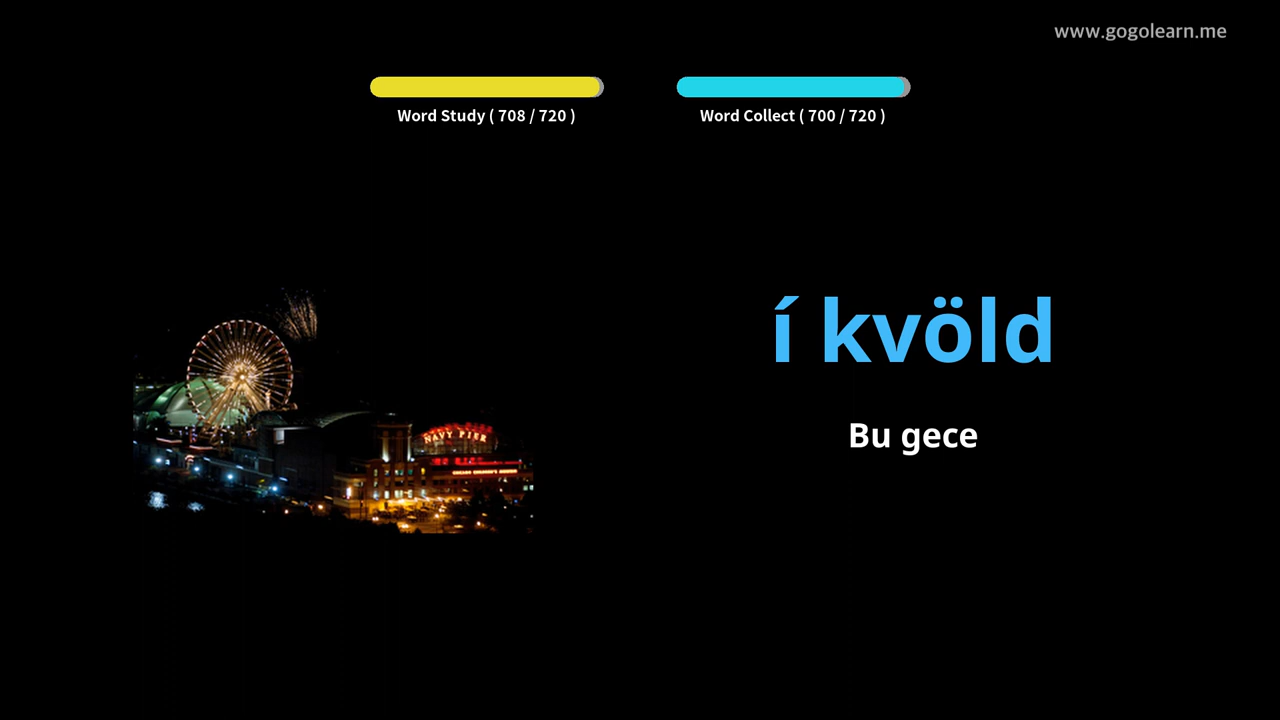 www.gogolearn.me
Word Study ( 708 / 720 )
Word Collect ( 700 / 720 )
í kvöld
Bu gece
NAVY PIER